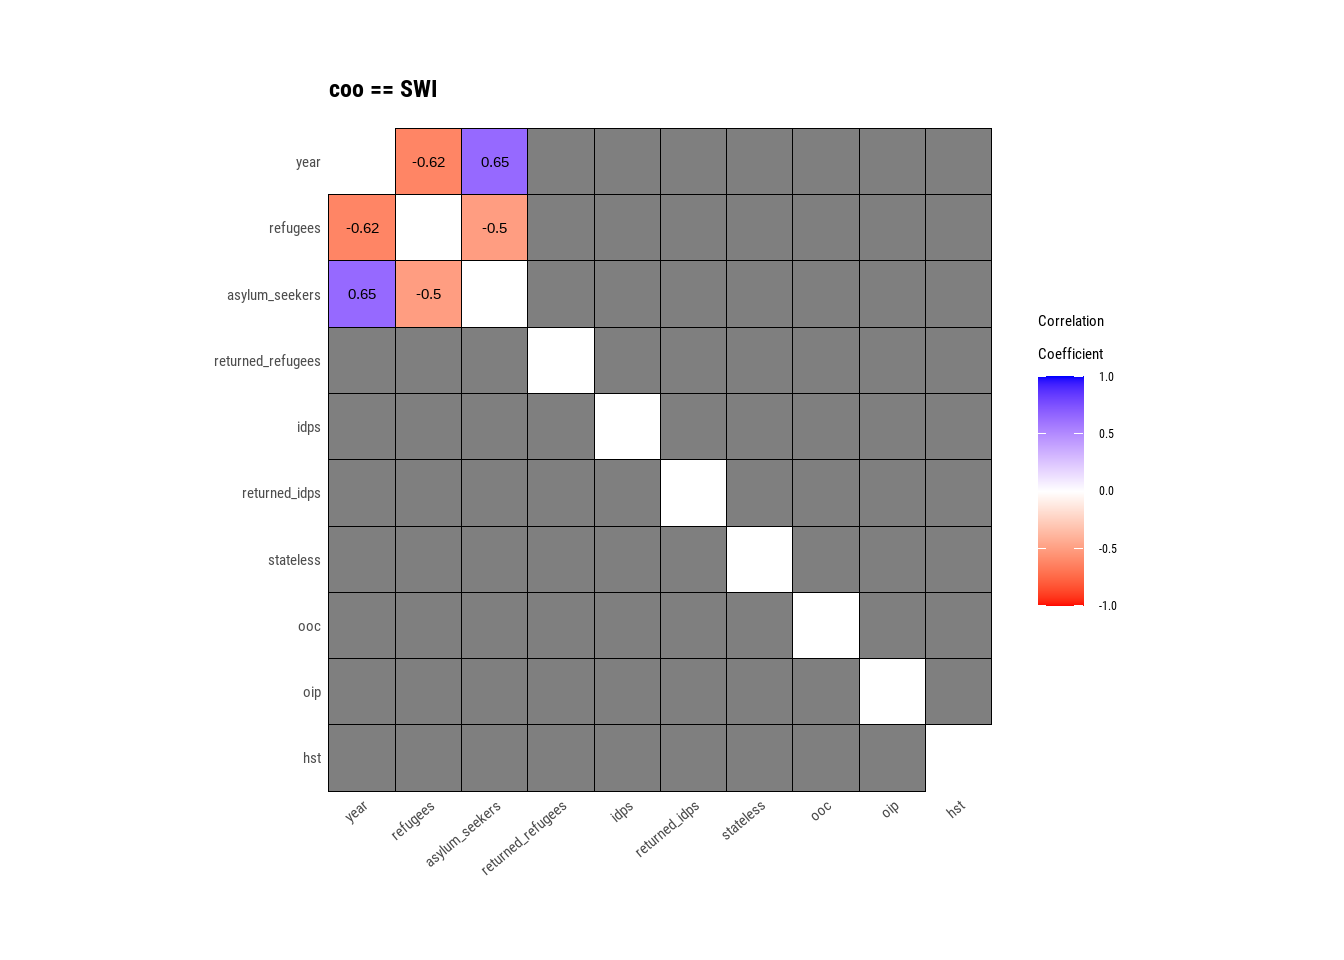 coo == SWI
year -0.62 0.65
refugees -0.62 -0.5
asylum_seekers 0.65 -0.5
returned_refugees
idps
returned_idps
stateless
ooc
oip
hst
year refugees asylum_seekers returned_refugees idps returned_idps stateless ooc oip hst
Correlation
Coefficient
1.0
0.5
0.0
-0.5
-1.0